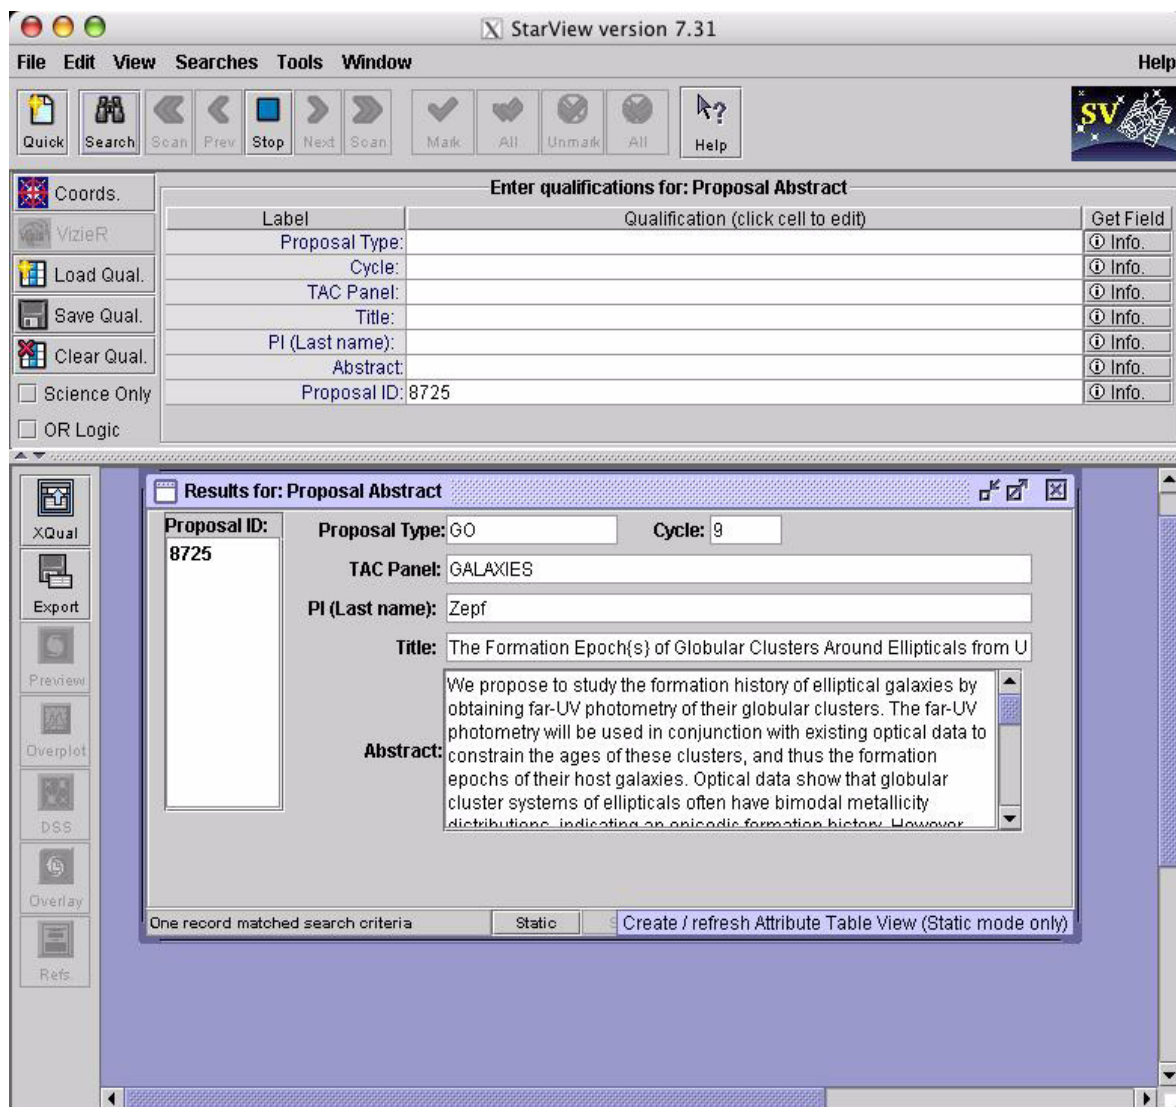 StarView version 7.31
File Edit View Searches Tools Window Help
Quick Search Scan Prev Stop Next Scan Mark All Unmark All Help
SV
Coords.
VizieR
Load Qual.
Save Qual.
Clear Qual.
Science Only
OR Logic
Enter qualifications for: Proposal Abstract
Label Qualification (click cell to edit) Get Field
Proposal Type: Info.
Cycle: Info.
TAC Panel: Info.
Title: Info.
PI (Last name): Info.
Abstract: Info.
Proposal ID: 8725 Info.
XQual
Export
Preview
Overplot
DSS
Overlay
Refs.
Results for: Proposal Abstract
Proposal ID:
8725
Proposal Type: GO Cycle: 9
TAC Panel: GALAXIES
PI (Last name): Zepf
Title: The Formation Epoch{s} of Globular Clusters Around Ellipticals from U
Abstract:
We propose to study the formation history of elliptical galaxies by
obtaining far-UV photometry of their globular clusters. The far-UV
photometry will be used in conjunction with existing optical data to
constrain the ages of these clusters, and thus the formation
epochs of their host galaxies. Optical data show that globular
cluster systems of ellipticals often have bimodal metallicity
distributions, indicating an episodic formation history. However
One record matched search criteria Static Create / refresh Attribute Table View (Static mode only)